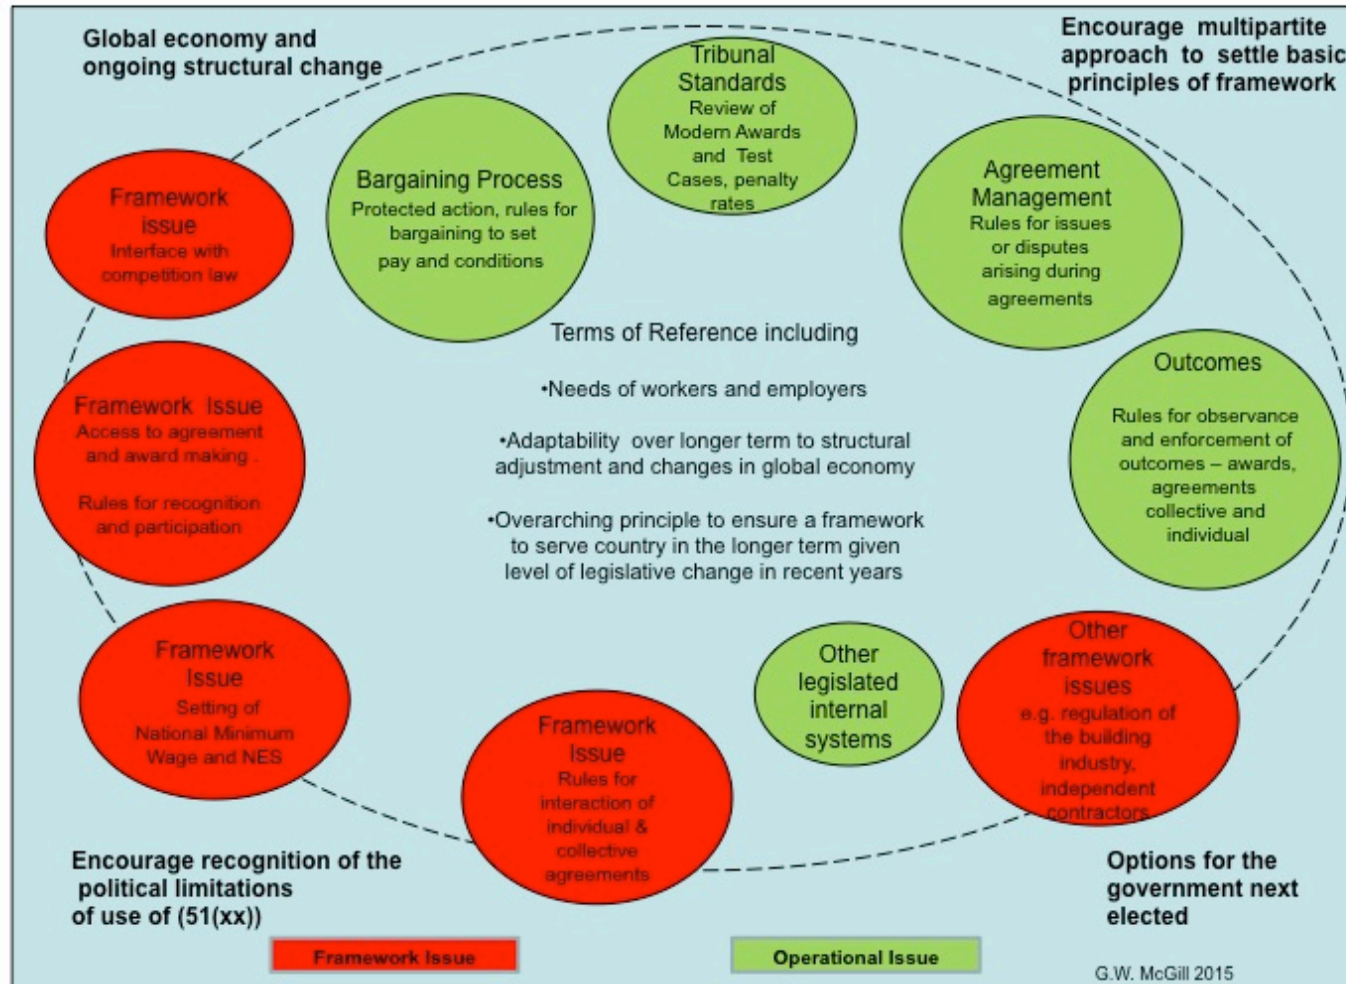 Global economy and
ongoing structural change
Encourage multipartite
approach to settle basic
principles of framework
Tribunal
Standards
Review of
Modern Awards
and Test
Cases, penalty
rates
Bargaining Process
Protected action, rules for
bargaining to set
pay and conditions
Agreement
Management
Rules for issues
or disputes
arising during
agreements
Framework
issue
Interface with
competition law
Terms of Reference including
•Needs of workers and employers
•Adaptability over longer term to structural
adjustment and changes in global economy
•Overarching principle to ensure a framework
to serve country in the longer term given
level of legislative change in recent years
Outcomes
Rules for observance
and enforcement of
outcomes – awards,
agreements
collective and
individual
Framework Issue
Access to agreement
and award making .
Rules for recognition
and participation
Framework
Issue
Setting of
National Minimum
Wage and NES
Framework
Issue
Rules for
interaction of
individual &
collective
agreements
Other
legislated
internal
systems
Other
framework
issues
e.g. regulation of
the building
industry,
independent
contractors
Encourage recognition of the
political limitations
of use of (51(xx))
Options for the
government next
elected
Framework Issue
Operational Issue
G.W. McGill 2015